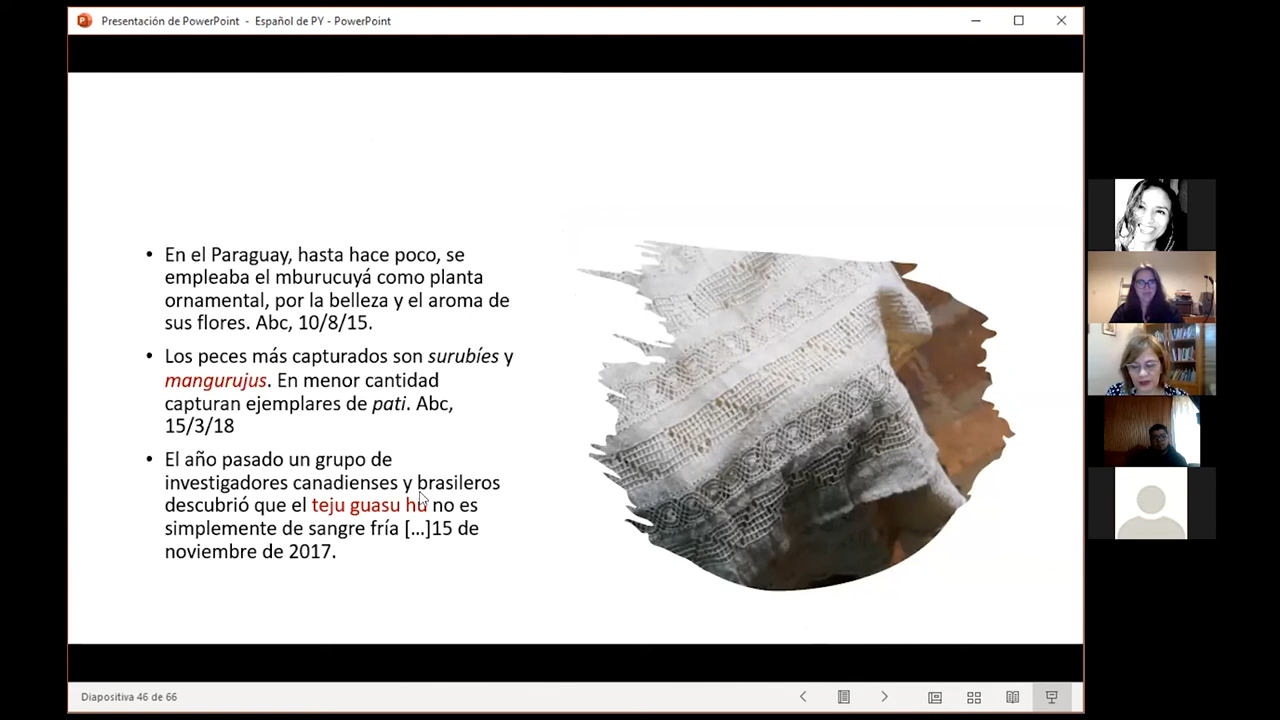 Presentación de PowerPoint - Español de PY - PowerPoint
• En el Paraguay, hasta hace poco, se
empleaba el mburucuyá como planta
ornamental, por la belleza y el aroma de
sus flores. Abc, 10/8/15.
• Los peces más capturados son surubíes y
mangurujus. En menor cantidad
capturan ejemplares de pati. Abc,
15/3/18
• El año pasado un grupo de
investigadores canadienses y brasileros
descubrió que el teju guasu hu no es
simplemente de sangre fría [...]15 de
noviembre de 2017.
Diapositiva 46 de 66